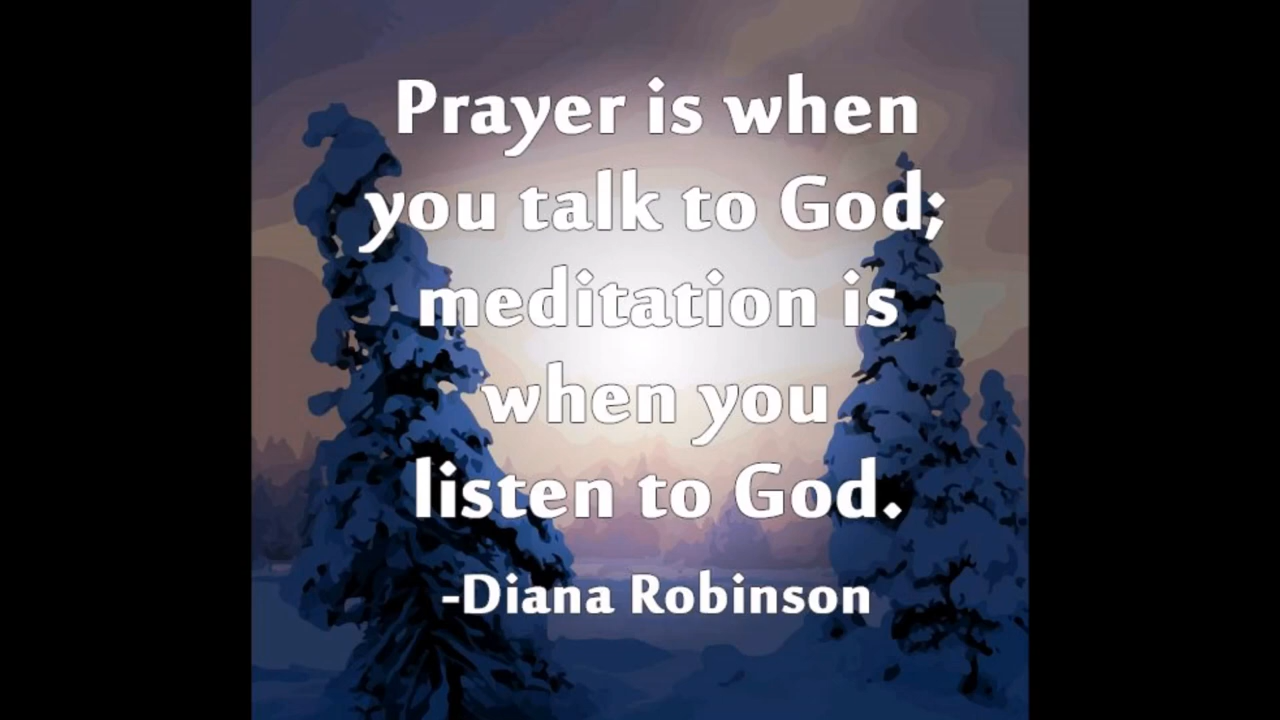 Prayer is when
you talk to God;
meditation is
when you
listen to God.
-Diana Robinson